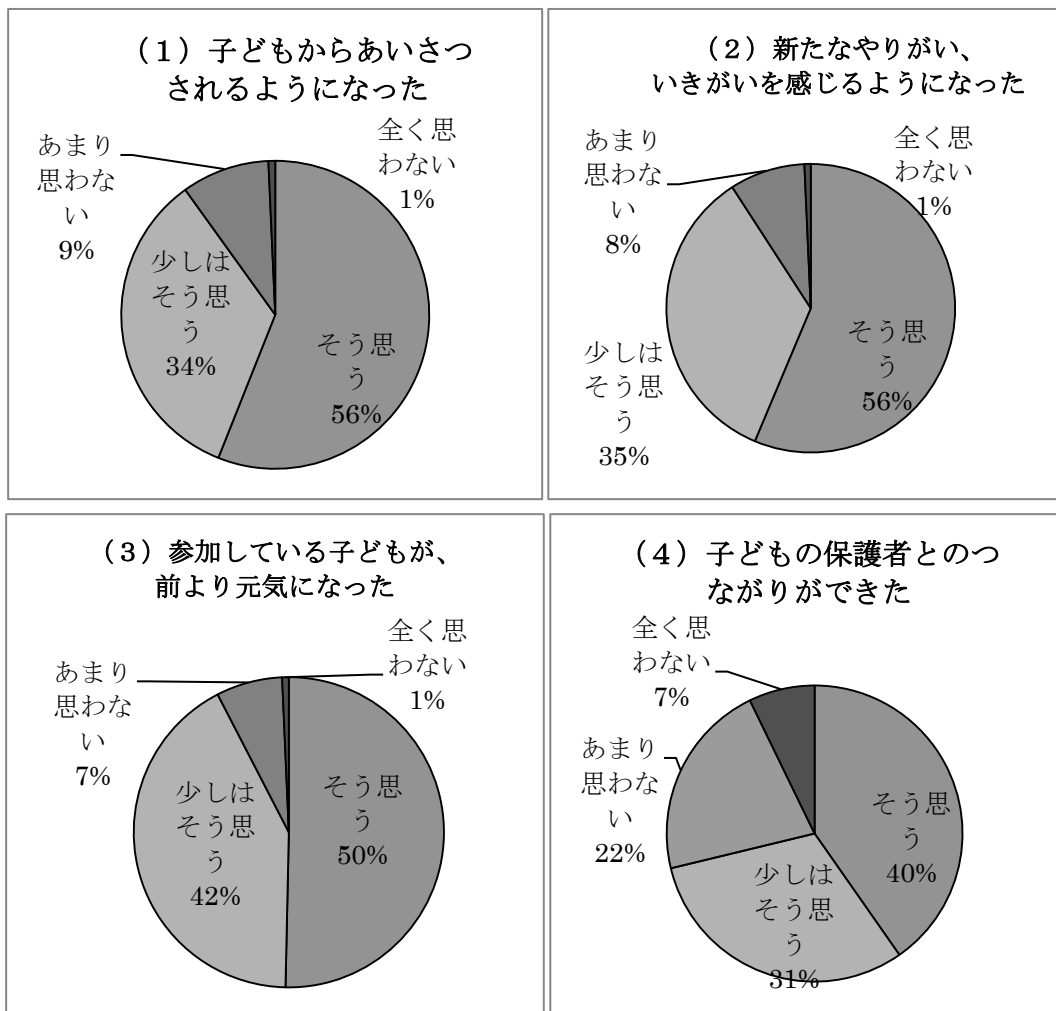 （1）子どもからあいさつ
されるようになった
全く思
わない
1%
あまり
思わな
い
9%
少しは
そう思
う
34%
そう思
う
56%
（2）新たなやりがい、
いきがいを感じるようになった
全く思
わない
1%
あまり
思わな
い
8%
少しは
そう思
う
35%
そう思
う
56%
（3）参加している子どもが、
前より元気になった
全く思
わない
1%
あまり
思わな
い
7%
少しは
そう思
う
42%
そう思
う
50%
（4）子どもの保護者とのつ
ながりができた
全く思
わない
7%
あまり
思わな
い
22%
少しは
そう思
う
31%
そう思
う
40%